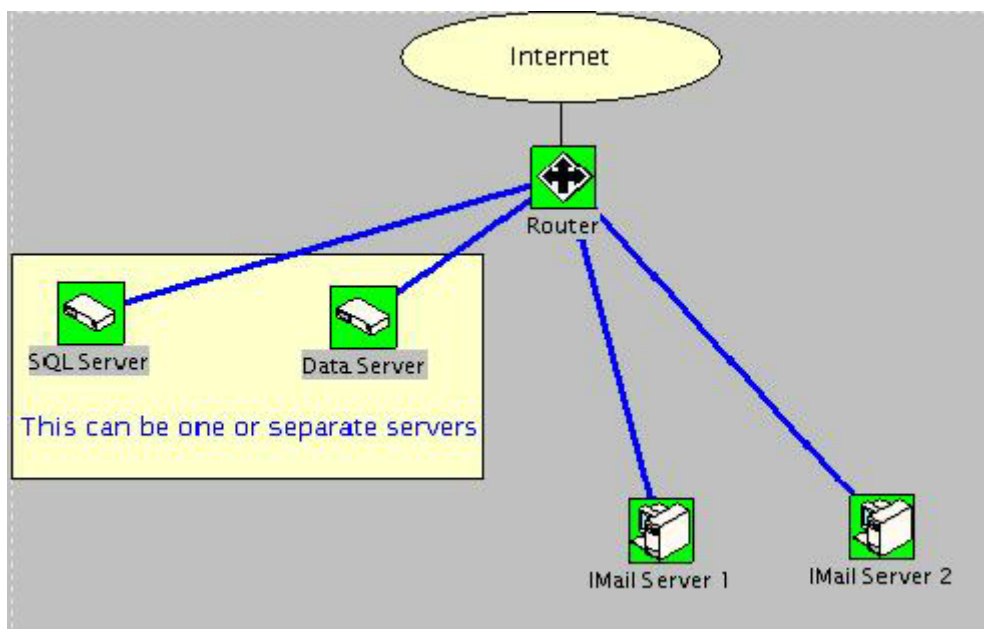 Internet
Router
SQL Server
Data Server
This can be one or separate servers
IMail Server 1
IMail Server 2